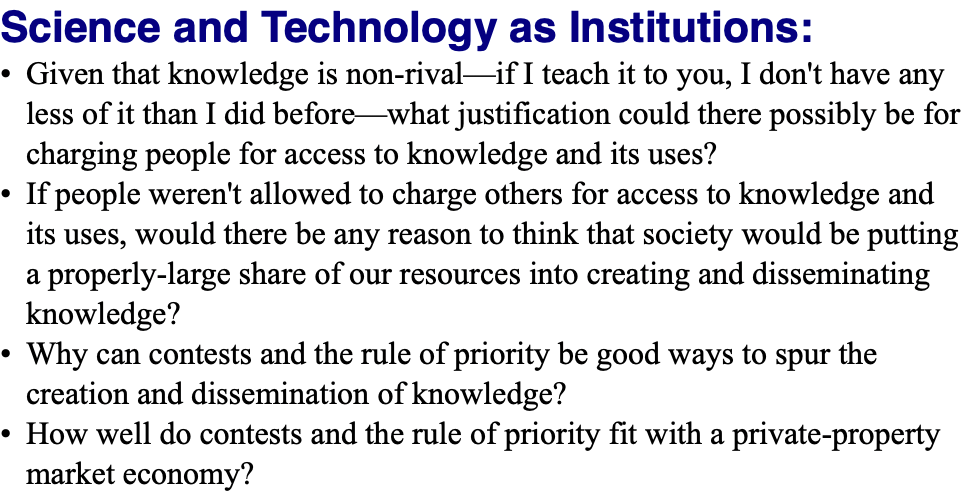 Science and Technology as Institutions:
• Given that knowledge is non-rival—if I teach it to you, I don't have any
less of it than I did before—what justification could there possibly be for
charging people for access to knowledge and its uses?
• If people weren't allowed to charge others for access to knowledge and
its uses, would there be any reason to think that society would be putting
a properly-large share of our resources into creating and disseminating
knowledge?
• Why can contests and the rule of priority be good ways to spur the
creation and dissemination of knowledge?
• How well do contests and the rule of priority fit with a private-property
market economy?